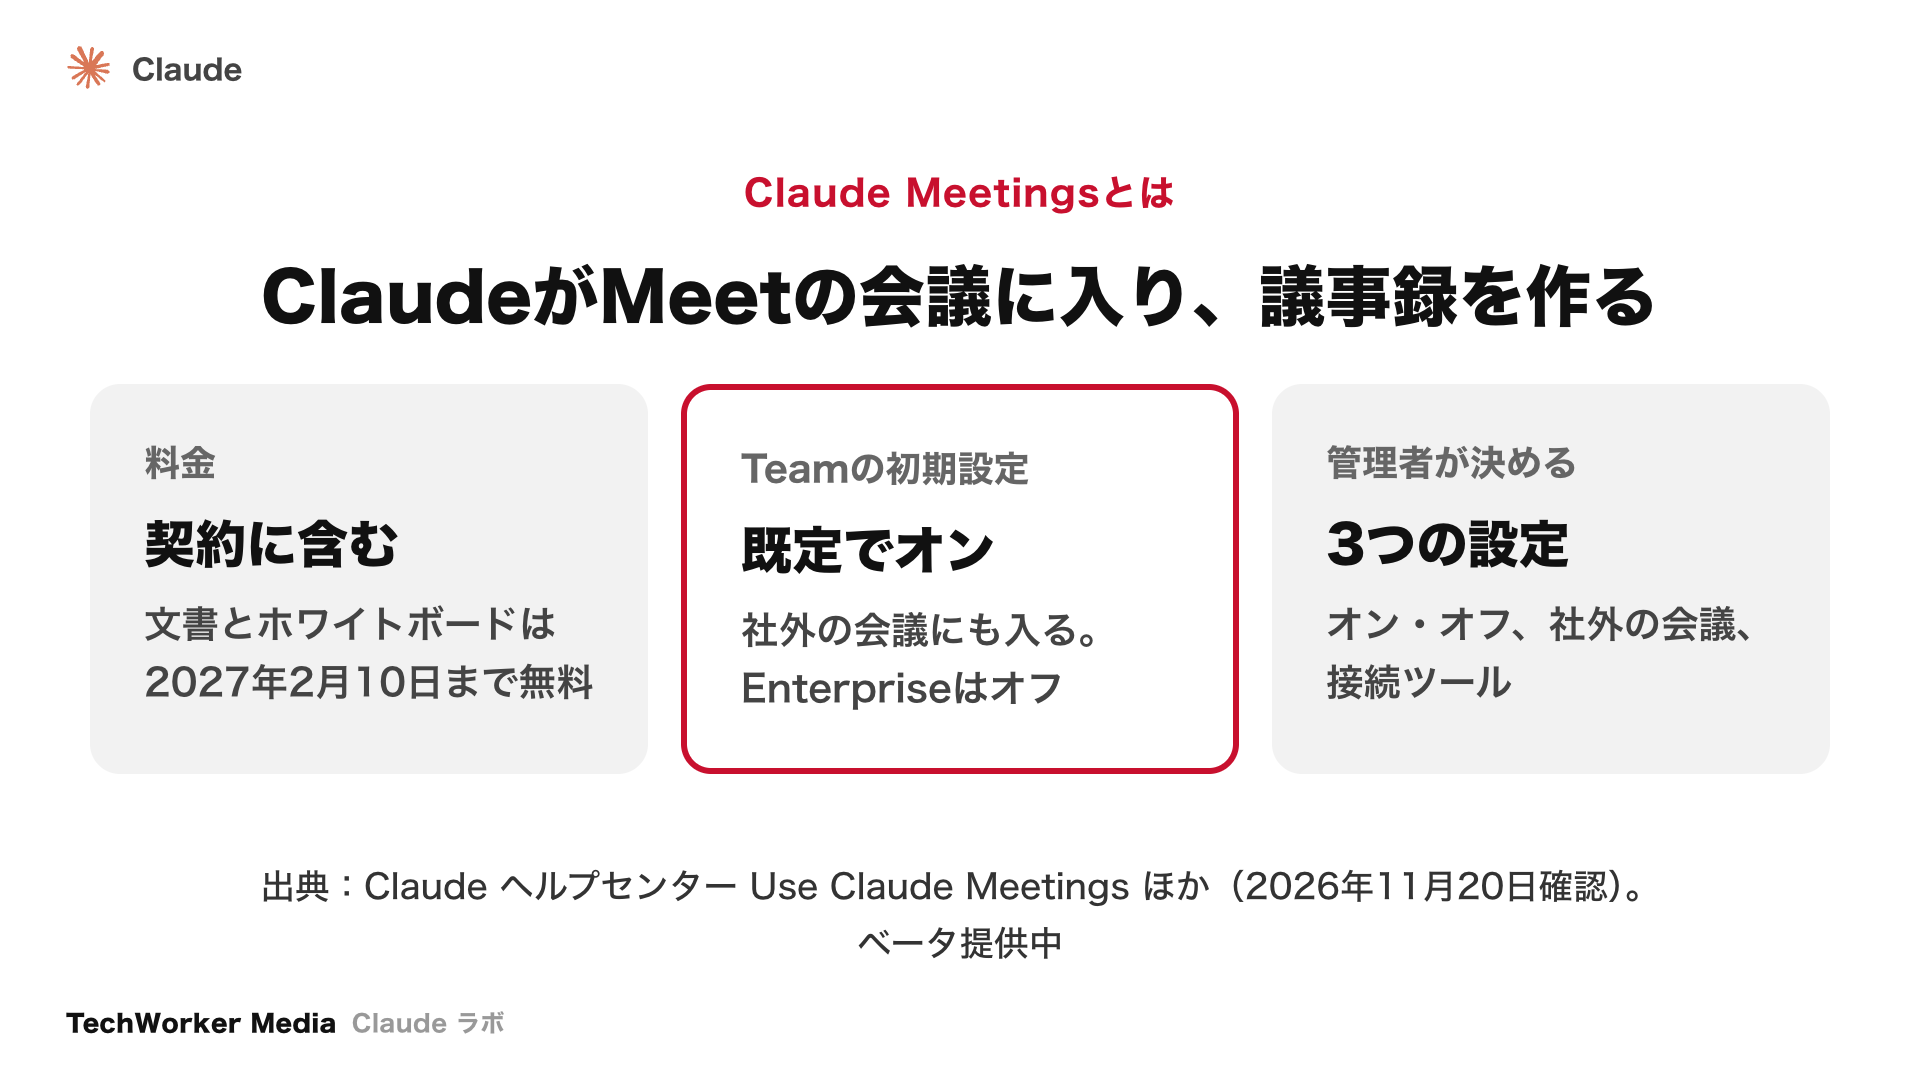 Claude
Claude Meetingsとは
ClaudeがMeetの会議に入り、議事録を作る
料金
契約に含む
文書とホワイトボードは
2027年2月10日まで無料
Teamの初期設定
既定でオン
社外の会議にも入る。
Enterpriseはオフ
管理者が決める
3つの設定
オン・オフ、社外の会議、
接続ツール
出典：Claude ヘルプセンター Use Claude Meetings ほか（2026年11月20日確認）。
ベータ提供中
TechWorker Media Claude ラボ